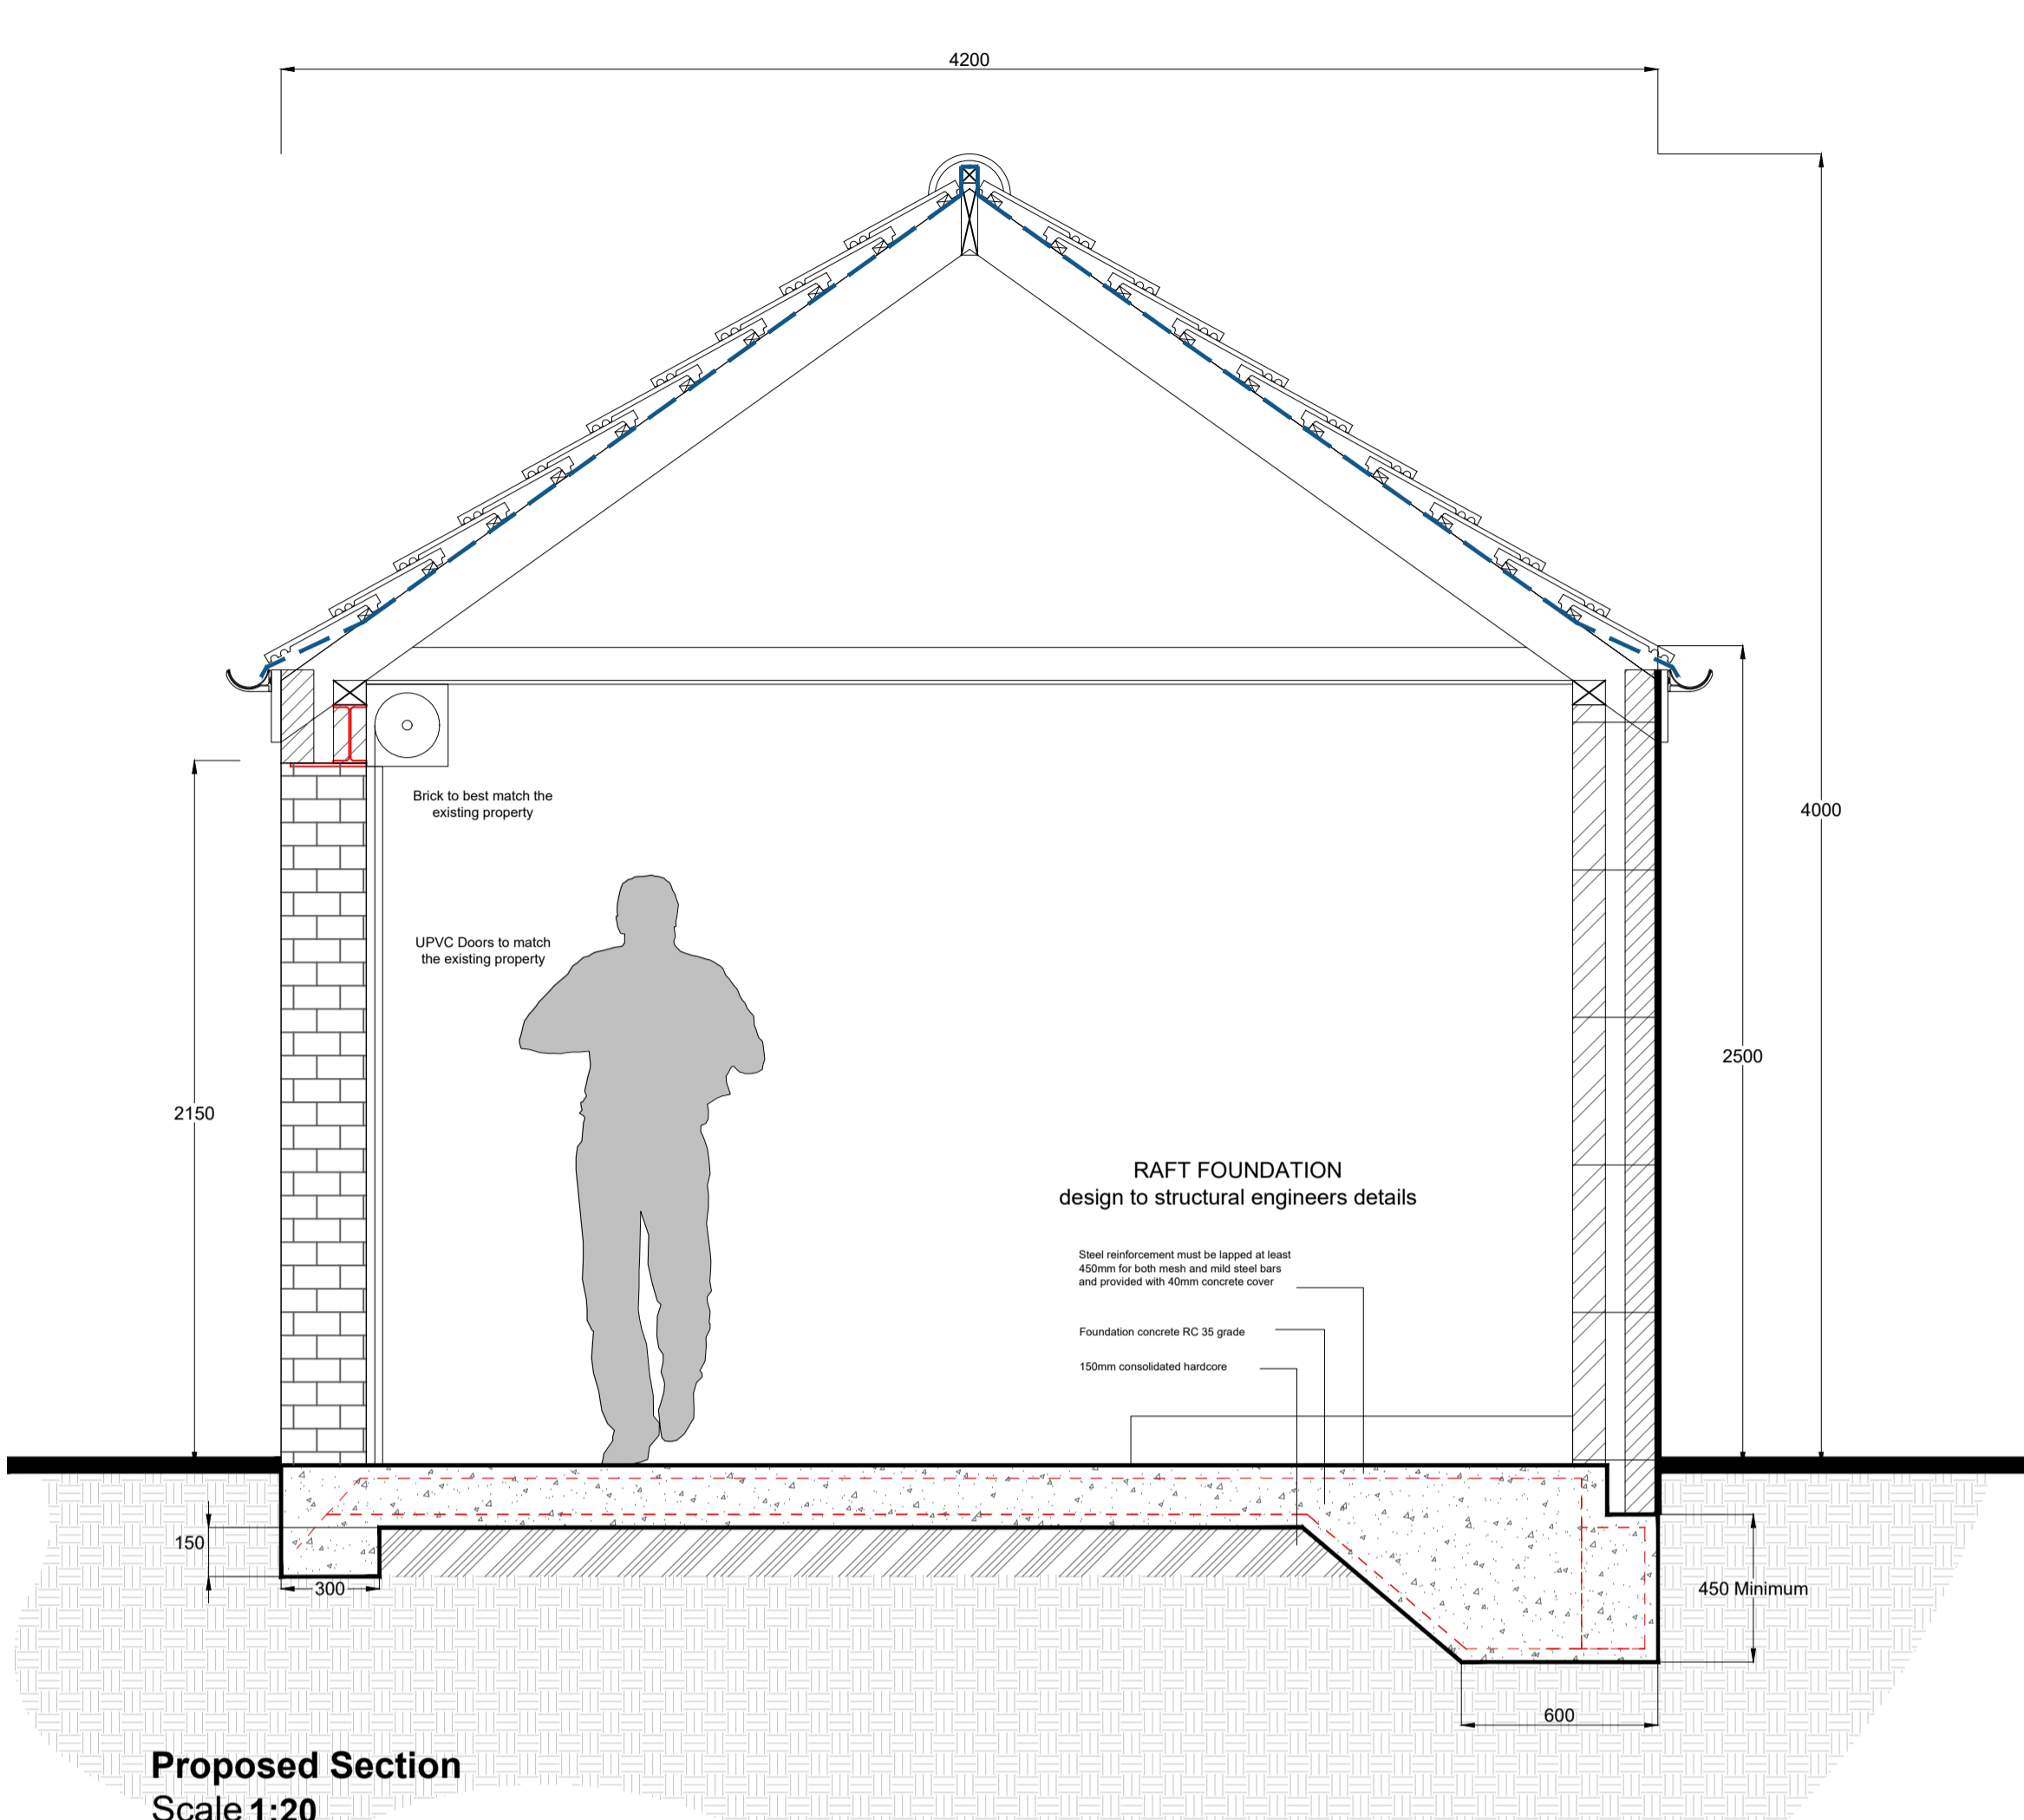 4200
4000
Brick to best match the
existing property
UPVC Doors to match
the existing property
2500
2150
RAFT FOUNDATION
design to structural engineers details
Steel reinforcement must be lapped at least
450mm for both mesh and mild steel bars
and provided with 40mm concrete cover
Foundation concrete RC 35 grade
150mm consolidated hardcore
150
300
450 Minimum
600
Proposed Section
Scale 1:20